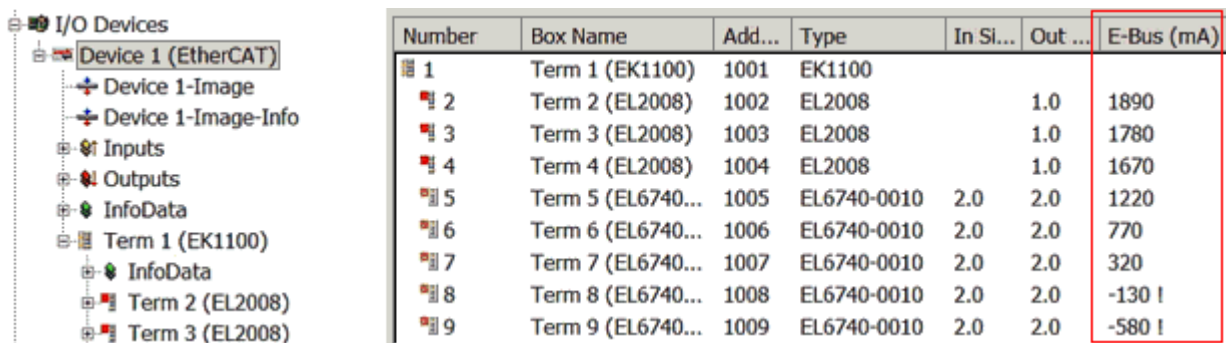 I/O Devices
Device 1 (EtherCAT)
Device 1-Image
Device 1-Image-Info
Inputs
Outputs
InfoData
Term 1 (EK1100)
InfoData
Term 2 (EL2008)
Term 3 (EL2008)
Number Box Name Add... Type In Si... Out ... E-Bus (mA)
1 Term 1 (EK1100) 1001 EK1100
2 Term 2 (EL2008) 1002 EL2008 1.0 1890
3 Term 3 (EL2008) 1003 EL2008 1.0 1780
4 Term 4 (EL2008) 1004 EL2008 1.0 1670
5 Term 5 (EL6740... 1005 EL6740-0010 2.0 2.0 1220
6 Term 6 (EL6740... 1006 EL6740-0010 2.0 2.0 770
7 Term 7 (EL6740... 1007 EL6740-0010 2.0 2.0 320
8 Term 8 (EL6740... 1008 EL6740-0010 2.0 2.0 -130 !
9 Term 9 (EL6740... 1009 EL6740-0010 2.0 2.0 -580 !